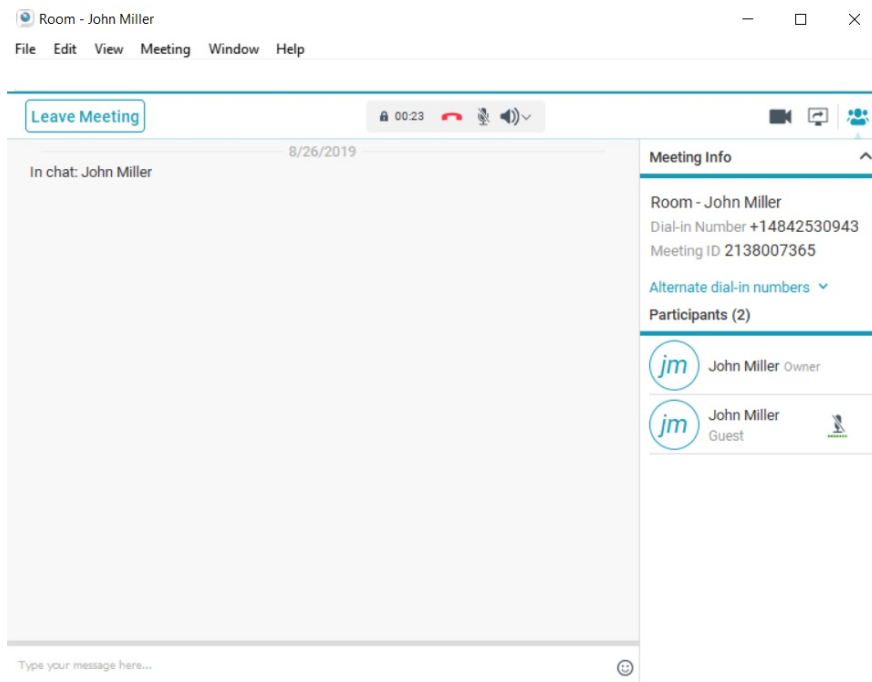 Room - John Miller
File Edit View Meeting Window Help
Leave Meeting
00:23
8/26/2019
In chat: John Miller
Meeting Info
Room - John Miller
Dial-in Number +14842530943
Meeting ID 2138007365
Alternate dial-in numbers
Participants (2)
jm
John Miller Owner
jm
John Miller
Guest
Type your message here...